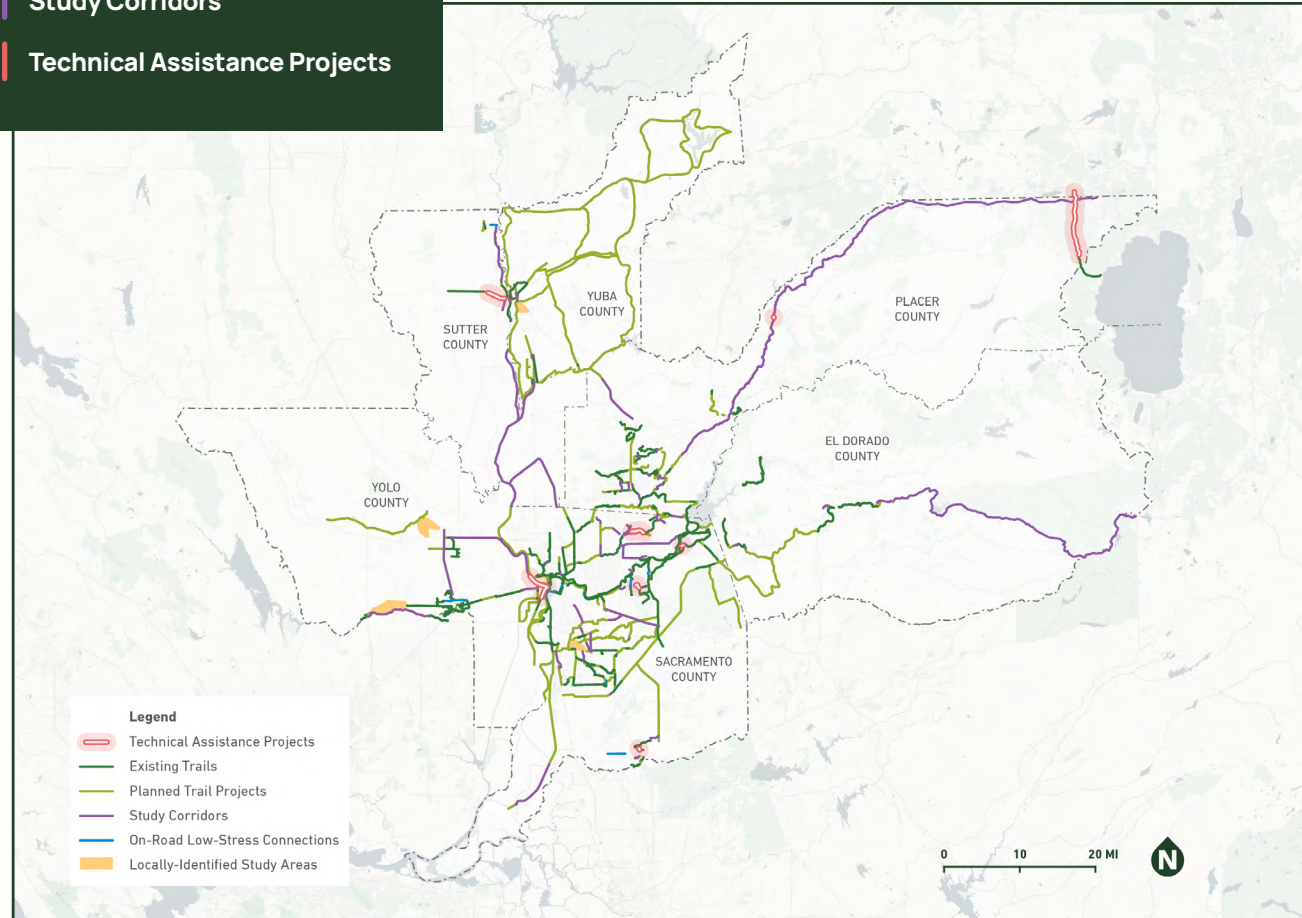 Study Corridors
Technical Assistance Projects
YUBA
COUNTY
PLACER
COUNTY
SUTTER
COUNTY
EL DORADO
COUNTY
YOLO
COUNTY
SACRAMENTO
COUNTY
Legend
Technical Assistance Projects
Existing Trails
Planned Trail Projects
Study Corridors
On-Road Low-Stress Connections
Locally-Identified Study Areas
0 10 20 MI
N